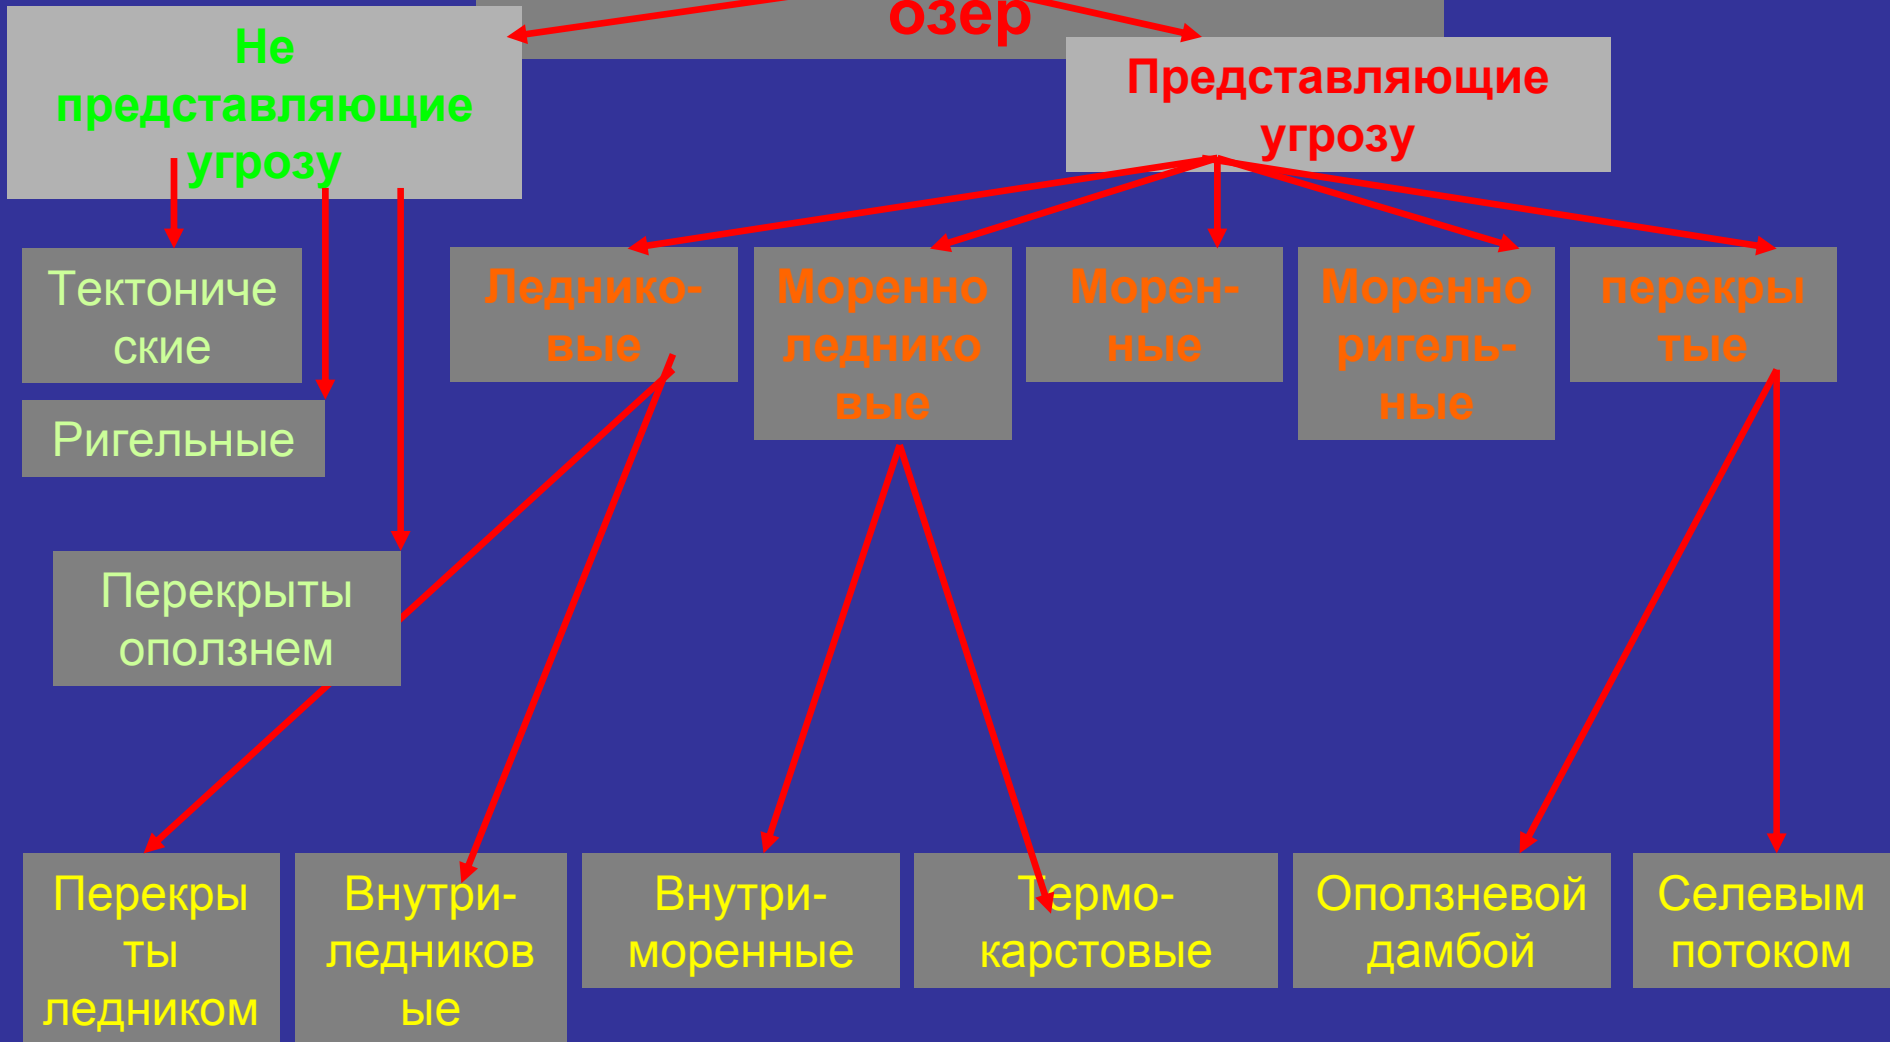 озер
Не
представляющие
угрозу
Представляющие
угрозу
Тектониче
ские
Ригельные
Перекрыты
оползнем
Леднико-
вые
Моренно
леднико
вые
Морен-
ные
Моренно
ригель-
ные
перекры
тые
Перекры
ты
ледником
Внутри-
ледников
ые
Внутри-
моренные
Термо-
карстовые
Оползневой
дамбой
Селевым
потоком